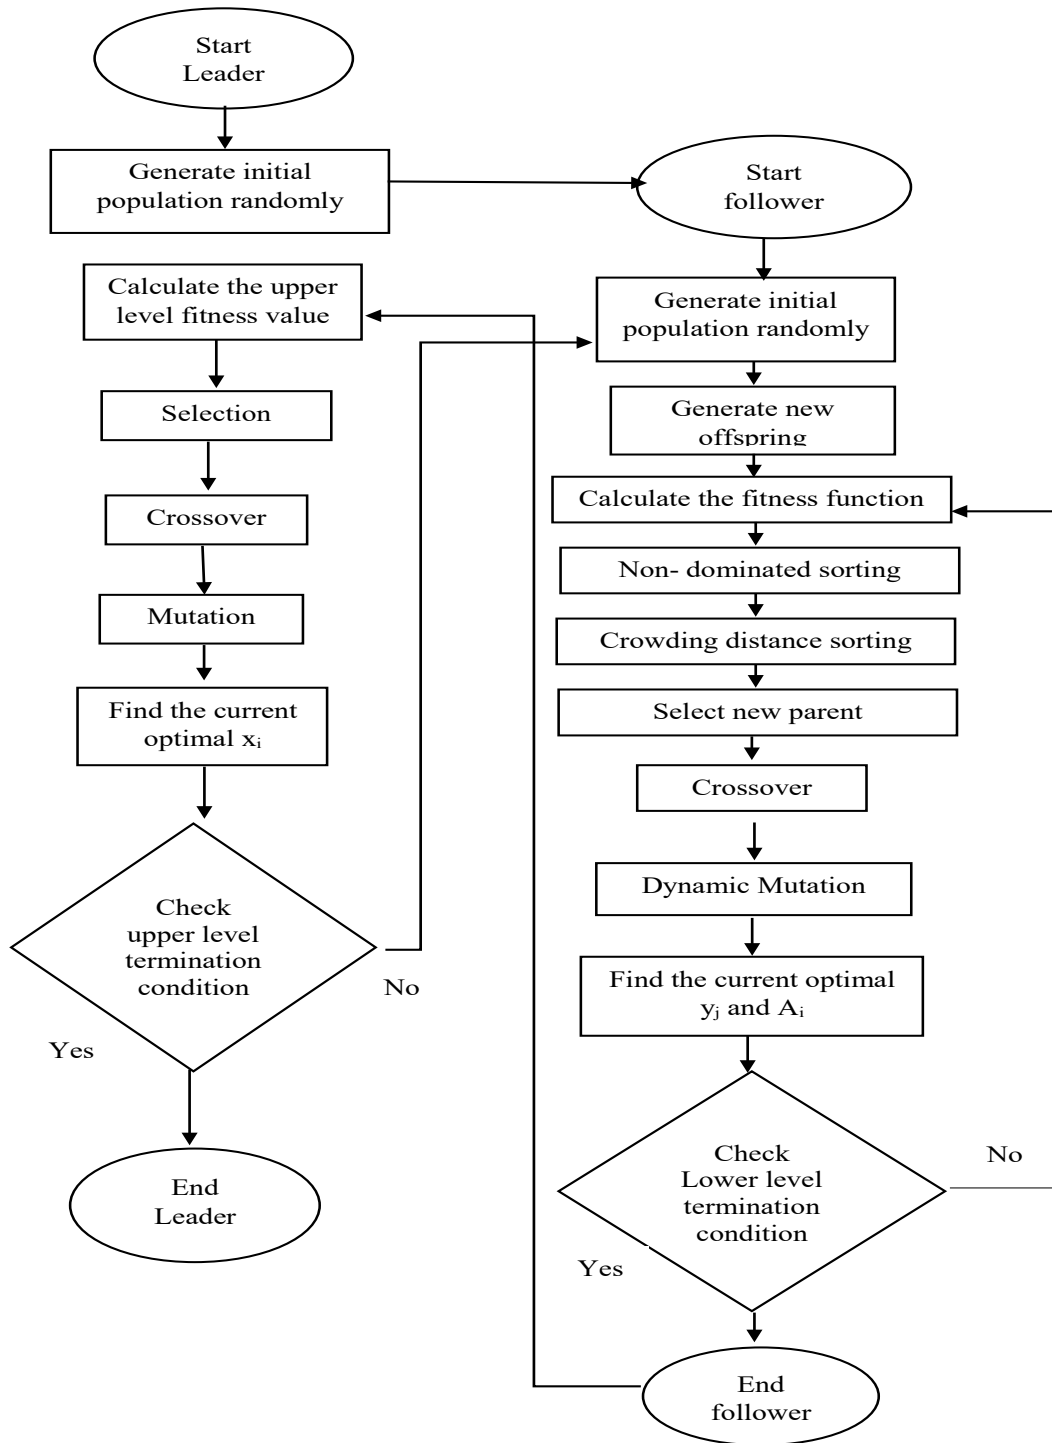 Start
Leader
Generate initial
population randomly
Start
follower
Calculate the upper
level fitness value
Generate initial
population randomly
Selection
Generate new
offspring
Crossover
Calculate the fitness function
Non- dominated sorting
Mutation
Crowding distance sorting
Find the current
optimal xᵢ
Select new parent
Crossover
Check
upper level
termination
condition
No
Yes
Dynamic Mutation
Find the current optimal
yⱼ and Aᵢ
End
Leader
Check
Lower level
termination
condition
No
Yes
End
follower